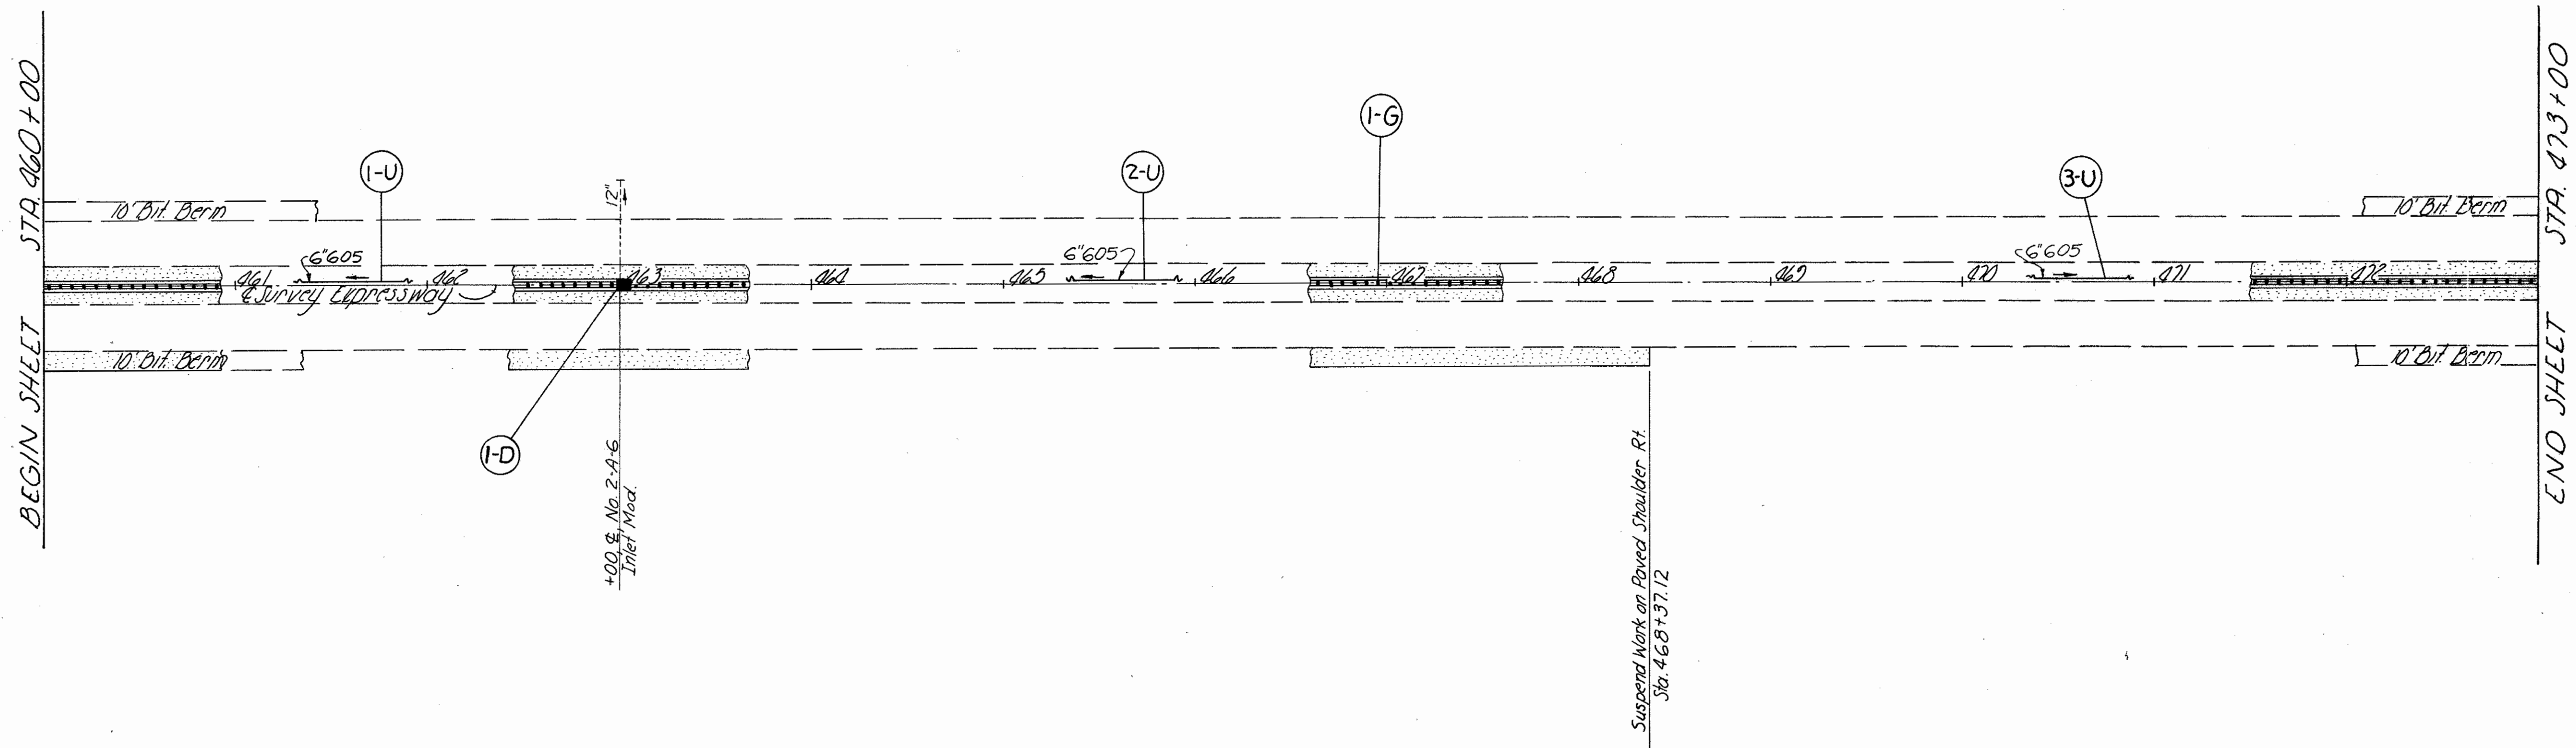 BEGIN SHEET STA. 460+00
10' Bit. Berm
1-U
6"605
461
462
℄ Survey Expressway
10' Bit. Berm
12"
463
1-D
+00, ℄, No. 2-A-6
Inlet Mod.
464
465
6"605
2-U
466
1-G
467
468
Suspend Work on Paved Shoulder Rt.
Sta. 468+37.12
469
470
6"605
3-U
471
472
10' Bit. Berm
10' Bit. Berm
END SHEET STA. 473+00